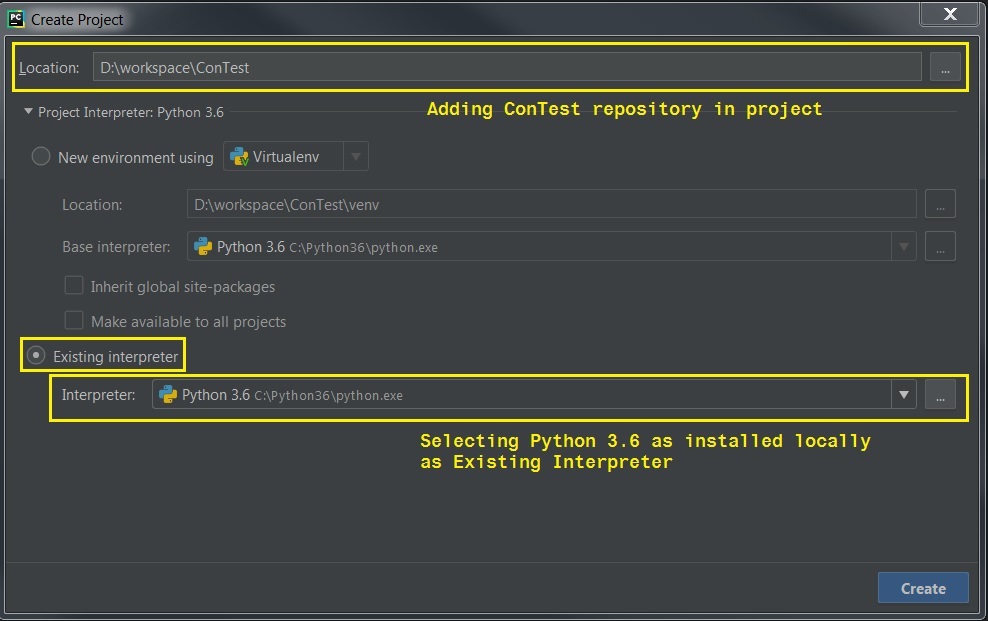 PC Create Project X
Location: D:\workspace\ConTest ...
Project Interpreter: Python 3.6
Adding ConTest repository in project
New environment using Virtualenv
Location: D:\workspace\ConTest\venv ...
Base interpreter: Python 3.6 C:\Python36\python.exe ...
Inherit global site-packages
Make available to all projects
Existing interpreter
Interpreter: Python 3.6 C:\Python36\python.exe ...
Selecting Python 3.6 as installed locally
as Existing Interpreter
Create